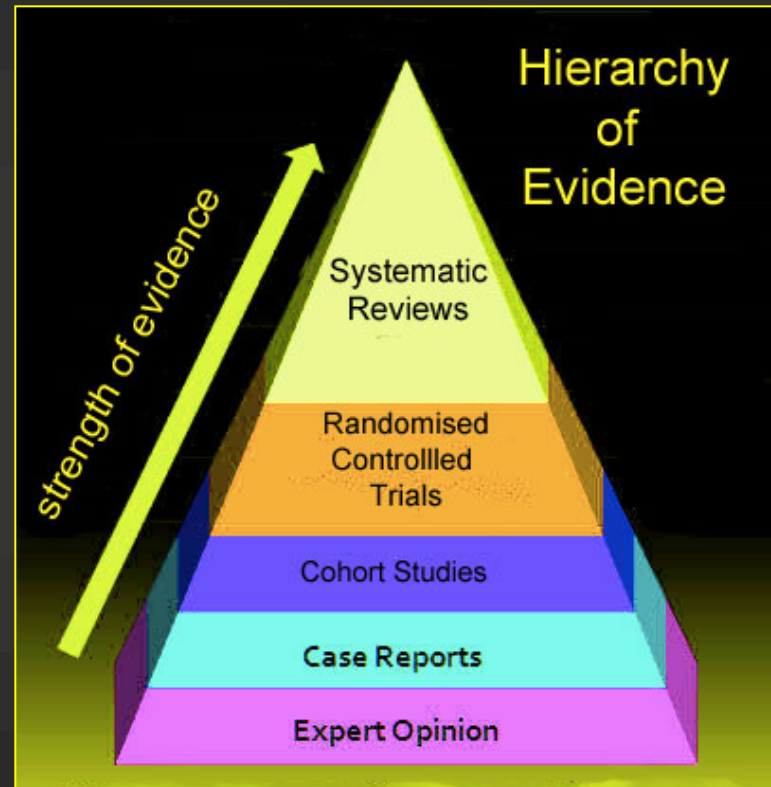 Hierarchy
of
Evidence
strength of evidence
Systematic
Reviews
Randomised
Controllled
Trials
Cohort Studies
Case Reports
Expert Opinion